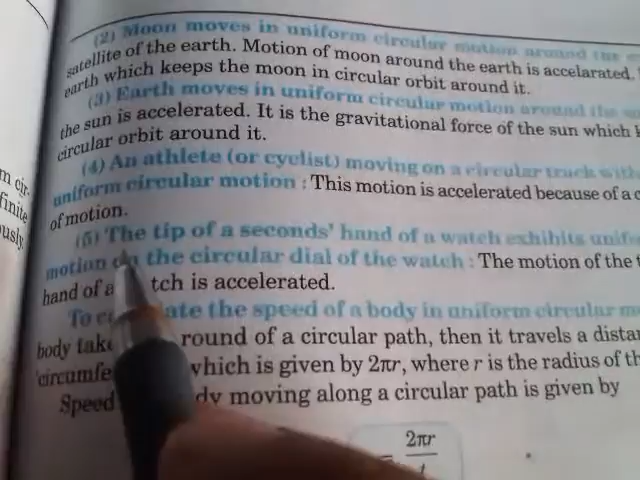 (2) Moon moves in uniform circular motion around the
satellite of the earth. Motion of moon around the earth is accelarated.
earth which keeps the moon in circular orbit around it.
(3) Earth moves in uniform circular motion around the
the sun is accelerated. It is the gravitational force of the sun which
circular orbit around it.
(4) An athlete (or cyclist) moving on a circular track with
uniform circular motion : This motion is accelerated because of a
of motion.
(5) The tip of a seconds' hand of a watch exhibits
motion the circular dial of the watch : The motion of the
hand of a tch is accelerated.
To ate the speed of a body in uniform circular
body round of a circular path, then it travels a
which is given by 2πr, where r is the radius of
Speed dy moving along a circular path is given by
= 2πr
t
m cir-
finite
ously